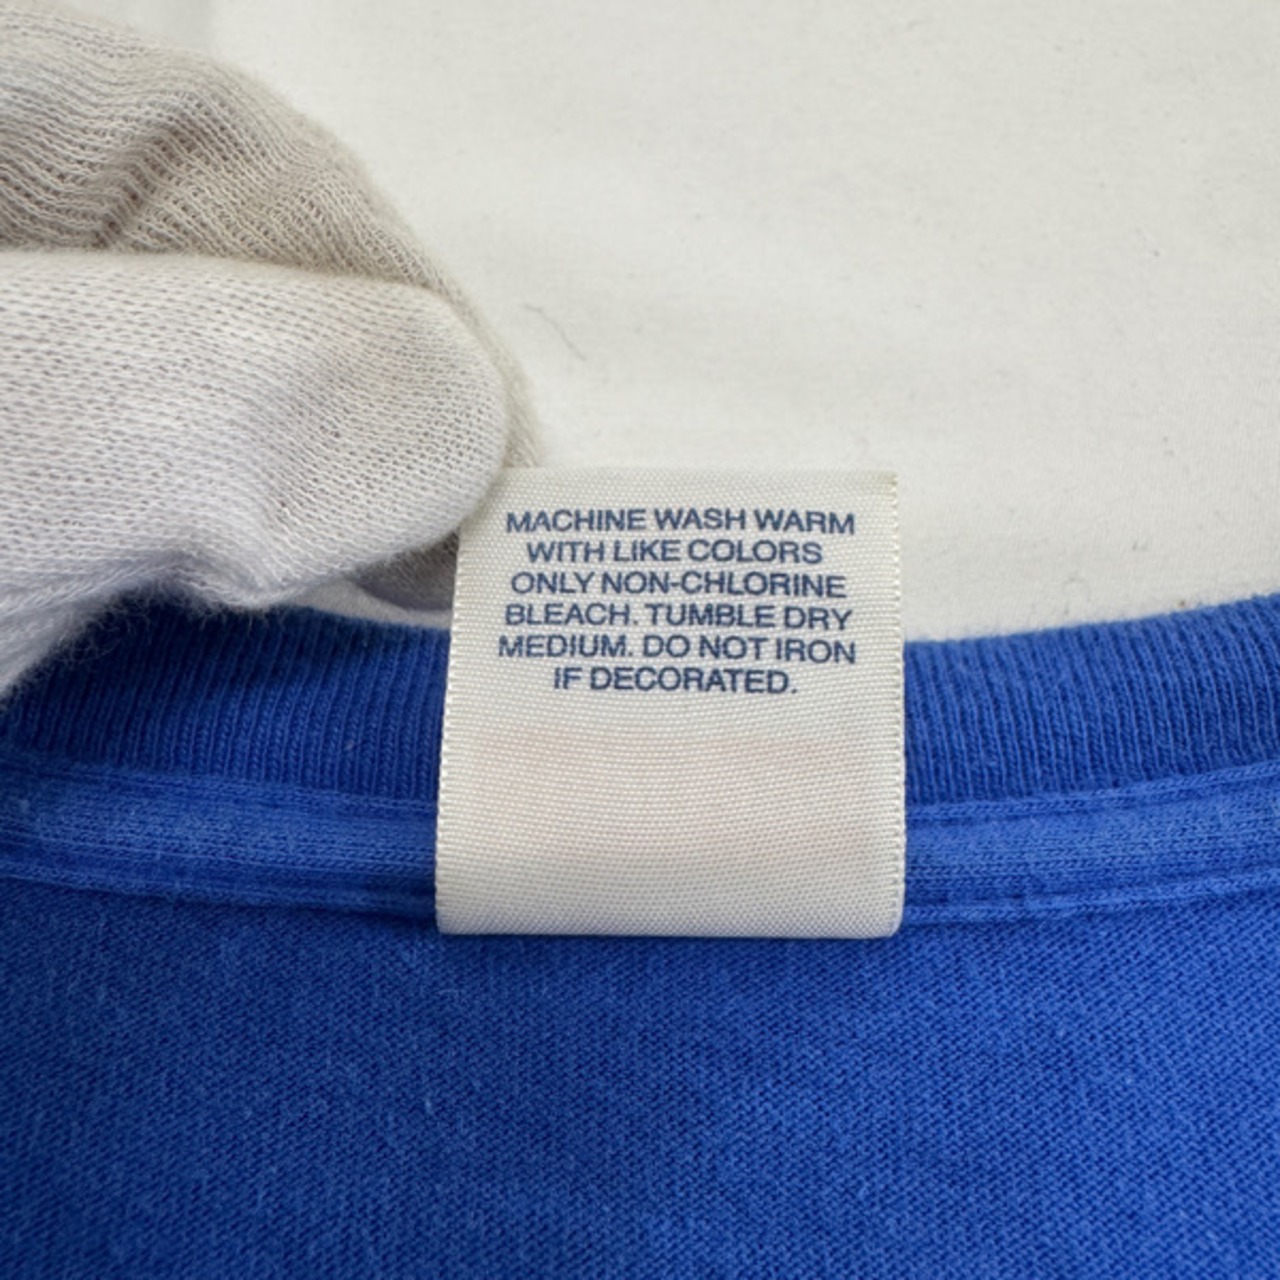 MACHINE WASH WARM
WITH LIKE COLORS
ONLY NON-CHLORINE
BLEACH. TUMBLE DRY
MEDIUM. DO NOT IRON
IF DECORATED.